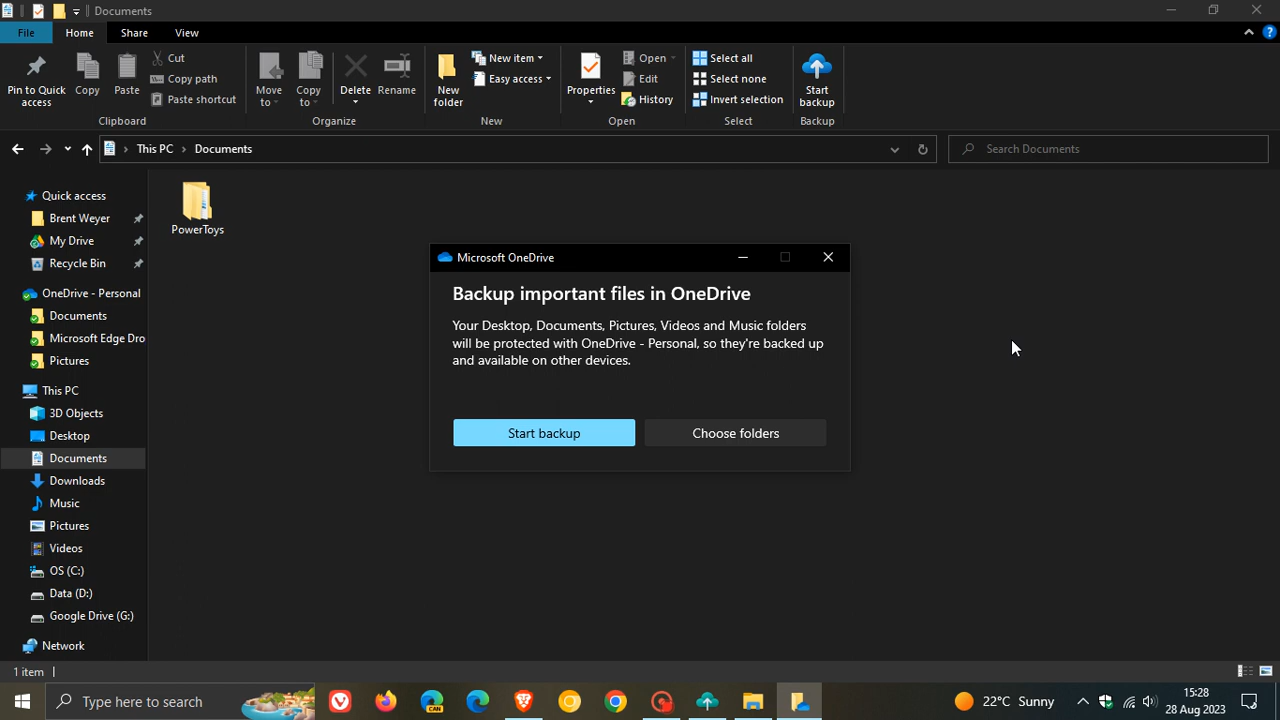 Documents
File
Home
Share
View
Pin to Quick
access
Copy
Paste
Cut
Copy path
Paste shortcut
Clipboard
Move
to
Copy
to
Delete
Rename
Organize
New
folder
New item
Easy access
New
Properties
Open
Edit
History
Open
Select all
Select none
Invert selection
Select
Start
backup
Backup
This PC
Documents
Search Documents
Quick access
Brent Weyer
My Drive
Recycle Bin
OneDrive - Personal
Documents
Microsoft Edge Dro
Pictures
This PC
3D Objects
Desktop
Documents
Downloads
Music
Pictures
Videos
OS (C:)
Data (D:)
Google Drive (G:)
Network
PowerToys
Microsoft OneDrive
Backup important files in OneDrive
Your Desktop, Documents, Pictures, Videos and Music folders
will be protected with OneDrive - Personal, so they're backed up
and available on other devices.
Start backup
Choose folders
1 item
Type here to search
CAN
22°C Sunny
15:28
28 Aug 2023